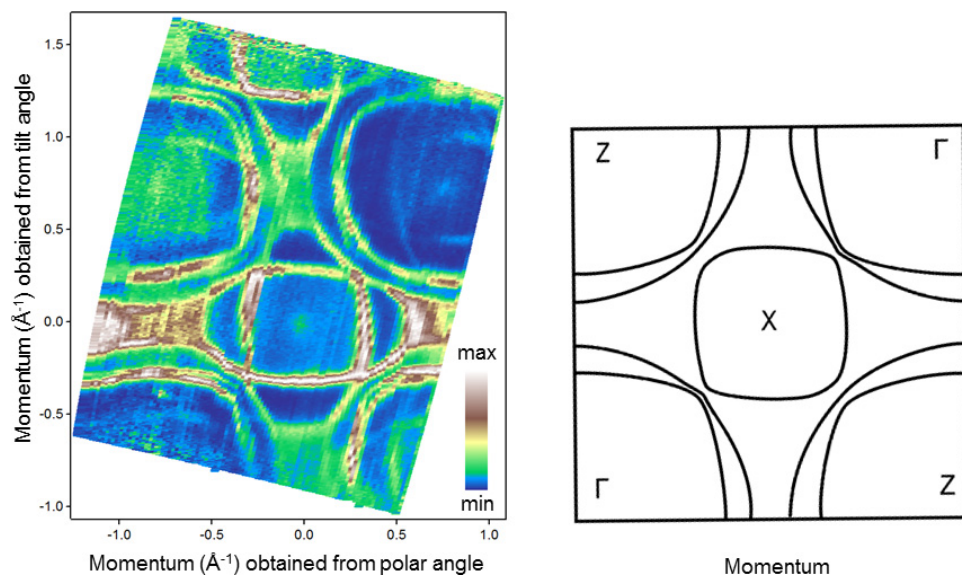 1.5
1.0
0.5
0.0
-0.5
-1.0
-1.0
-0.5
0.0
0.5
1.0
Momentum (Å⁻¹) obtained from tilt angle
Momentum (Å⁻¹) obtained from polar angle
max
min
Z
Γ
X
Γ
Z
Momentum